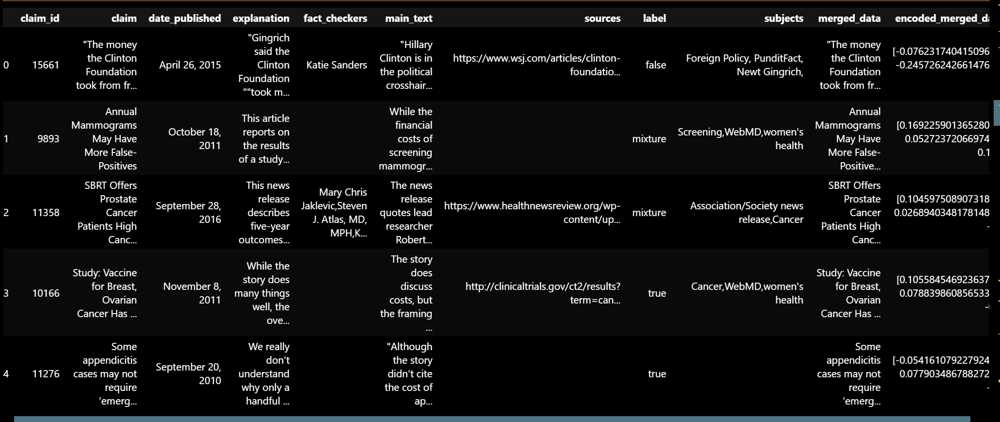 claim_id claim date_published explanation fact_checkers main_text sources label subjects merged_data
0 15661 "The money the Clinton Foundation took from fr... April 26, 2015 "Gingrich said the Clinton Foundation ""took m... Katie Sanders "Hillary Clinton is in the political crosshair... https://www.wsj.com/articles/clinton-foundatio... false Foreign Policy, PunditFact, Newt Gingrich, "The money the Clinton Foundation took from fr... [-0.076231740415096 -0.245726242661476
1 9893 Annual Mammograms May Have More False-Positives October 18, 2011 This article reports on the results of a study... While the financial costs of screening mammogr... mixture Screening,WebMD,women's health Annual Mammograms May Have More False-Positive... [0.169225901365280 0.05272372066974 0.1
2 11358 SBRT Offers Prostate Cancer Patients High Canc... September 28, 2016 This news release describes five-year outcomes... Mary Chris Jaklevic,Steven J. Atlas, MD, MPH,K... The news release quotes lead researcher Robert... https://www.healthnewsreview.org/wp-content/up... mixture Association/Society news release,Cancer SBRT Offers Prostate Cancer Patients High Canc... [0.104597508907318 0.0268940348178148 -
3 10166 Study: Vaccine for Breast, Ovarian Cancer Has ... November 8, 2011 While the story does many things well, the ove... The story does discuss costs, but the framing ... http://clinicaltrials.gov/ct2/results?term=can... true Cancer,WebMD,women's health Study: Vaccine for Breast, Ovarian Cancer Has ... [0.105584546923637 0.078839860856533 -
4 11276 Some appendicitis cases may not require ’emerg... September 20, 2010 We really don’t understand why only a handful ... "Although the story didn’t cite the cost of ap... true Some appendicitis cases may not require ’emerg... [-0.054161079227924 0.077903486788272 -